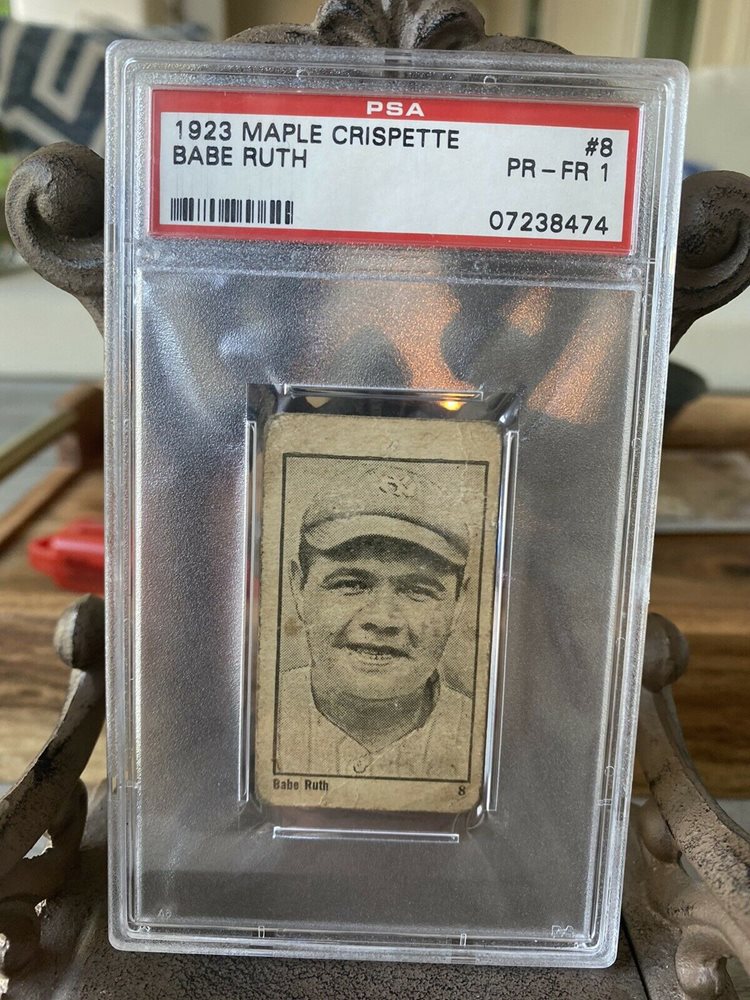 PSA
1923 MAPLE CRISPETTE #8
BABE RUTH PR - FR 1
07238474
Babe Ruth 8